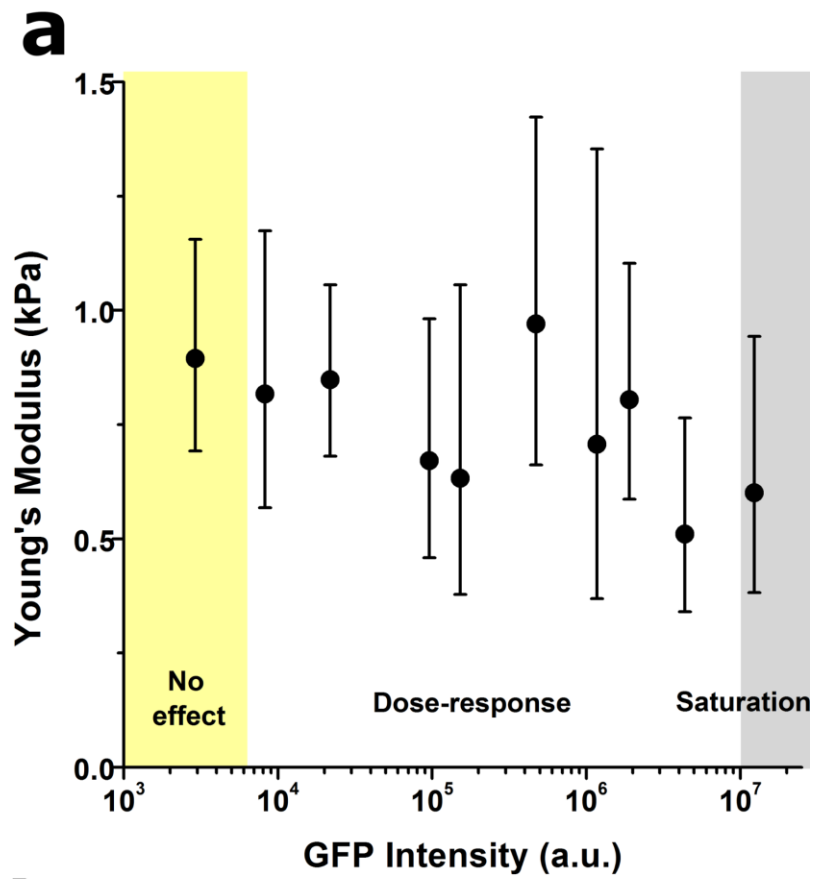 a
1.5
1.0
0.5
0.0
Young's Modulus (kPa)
No
effect
Dose-response
Saturation
10³
10⁴
10⁵
10⁶
10⁷
GFP Intensity (a.u.)